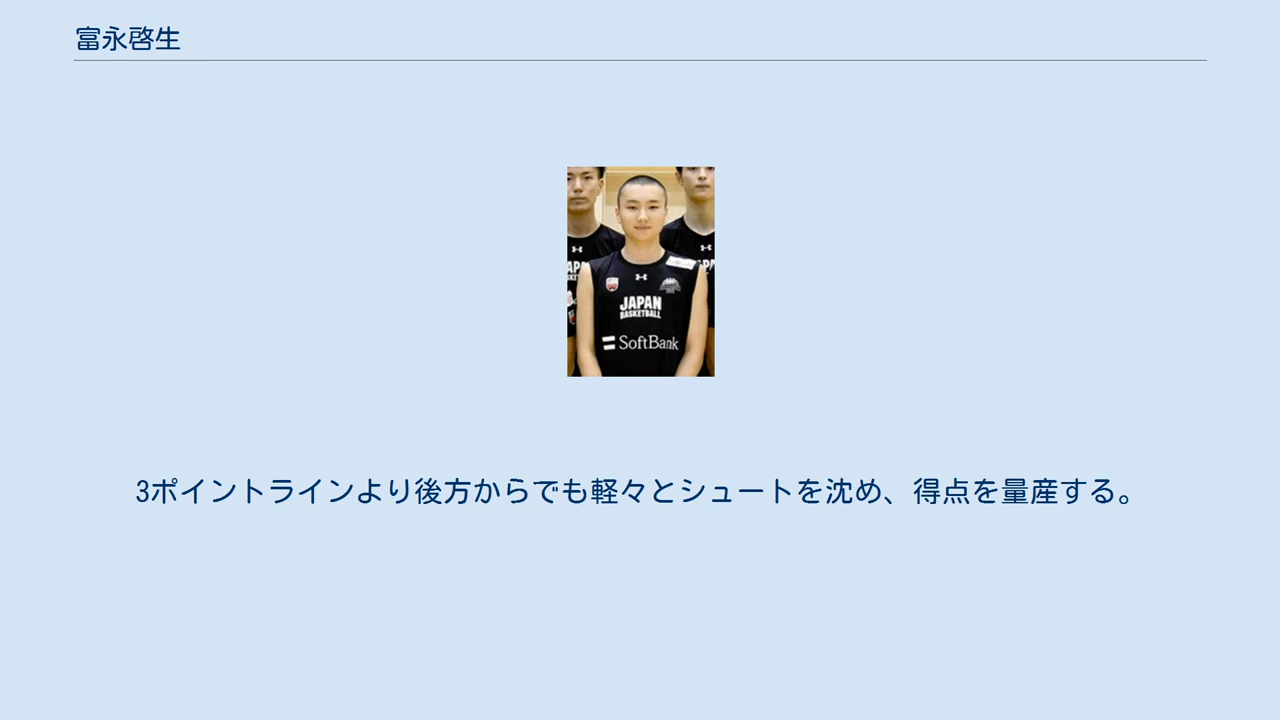 富永啓生
JAPAN
BASKETBALL
SoftBank
3ポイントラインより後方からでも軽々とシュートを沈め、得点を量産する。